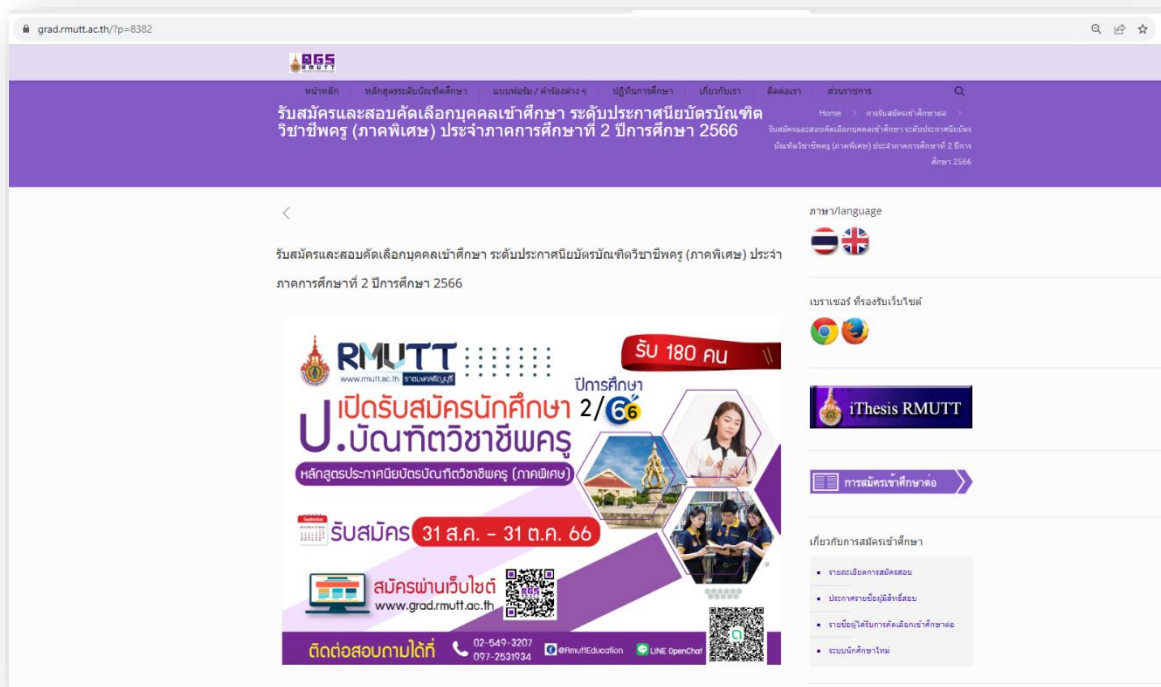 grad.rmutt.ac.th/?p=8382
GS
RMUTT
หน้าหลัก หลักสูตรระดับบัณฑิตศึกษา แบบฟอร์ม / คำร้องต่าง ๆ ปฏิทินการศึกษา เกี่ยวกับเรา ติดต่อเรา ส่วนราชการ
รับสมัครและสอบคัดเลือกบุคคลเข้าศึกษา ระดับประกาศนียบัตรบัณฑิต
วิชาชีพครู (ภาคพิเศษ) ประจำภาคการศึกษาที่ 2 ปีการศึกษา 2566
Home > การรับสมัครเข้าศึกษาต่อ >
รับสมัครและสอบคัดเลือกบุคคลเข้าศึกษา ระดับประกาศนียบัตร
บัณฑิตวิชาชีพครู (ภาคพิเศษ) ประจำภาคการศึกษาที่ 2 ปีการ
ศึกษา 2566
รับสมัครและสอบคัดเลือกบุคคลเข้าศึกษา ระดับประกาศนียบัตรบัณฑิตวิชาชีพครู (ภาคพิเศษ) ประจำ
ภาคการศึกษาที่ 2 ปีการศึกษา 2566
RMUTT
www.rmutt.ac.th ราชมงคลธัญบุรี
รับ 180 คน
ปีการศึกษา
2/66
เปิดรับสมัครนักศึกษา
ป.บัณฑิตวิชาชีพครู
หลักสูตรประกาศนียบัตรบัณฑิตวิชาชีพครู (ภาคพิเศษ)
September
รับสมัคร 31 ส.ค. - 31 ต.ค. 66
สมัครผ่านเว็บไซต์
www.grad.rmutt.ac.th
ติดต่อสอบถามได้ที่
02-549-3207
097-2531934
@RmuttEducation
LINE OpenChat
ภาษา/language
เบราเซอร์ ที่รองรับเว็บไซต์
iThesis RMUTT
การสมัครเข้าศึกษาต่อ
เกี่ยวกับการสมัครเข้าศึกษา
รายละเอียดการสมัครสอบ
ประกาศรายชื่อผู้มีสิทธิ์สอบ
รายชื่อผู้ได้รับการคัดเลือกเข้าศึกษาต่อ
ระบบนักศึกษาใหม่